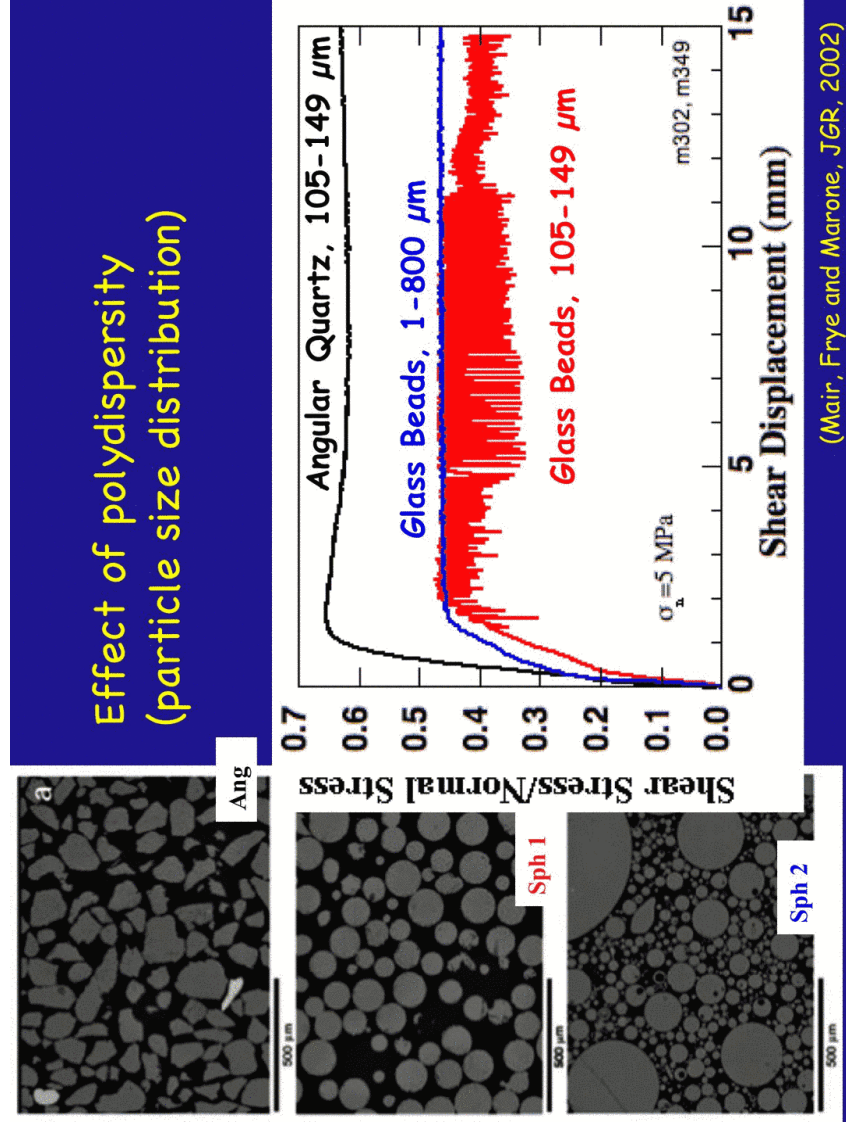 Effect of polydispersity
(particle size distribution)
a
Ang
500 µm
Sph 1
500 µm
Sph 2
500 µm
Shear Stress/Normal Stress
0.7
0.6
0.5
0.4
0.3
0.2
0.1
0.0
Angular Quartz, 105-149 µm
Glass Beads, 1-800 µm
Glass Beads, 105-149 µm
σn=5 MPa
m302, m349
0
5
10
15
Shear Displacement (mm)
(Mair, Frye and Marone, JGR, 2002)